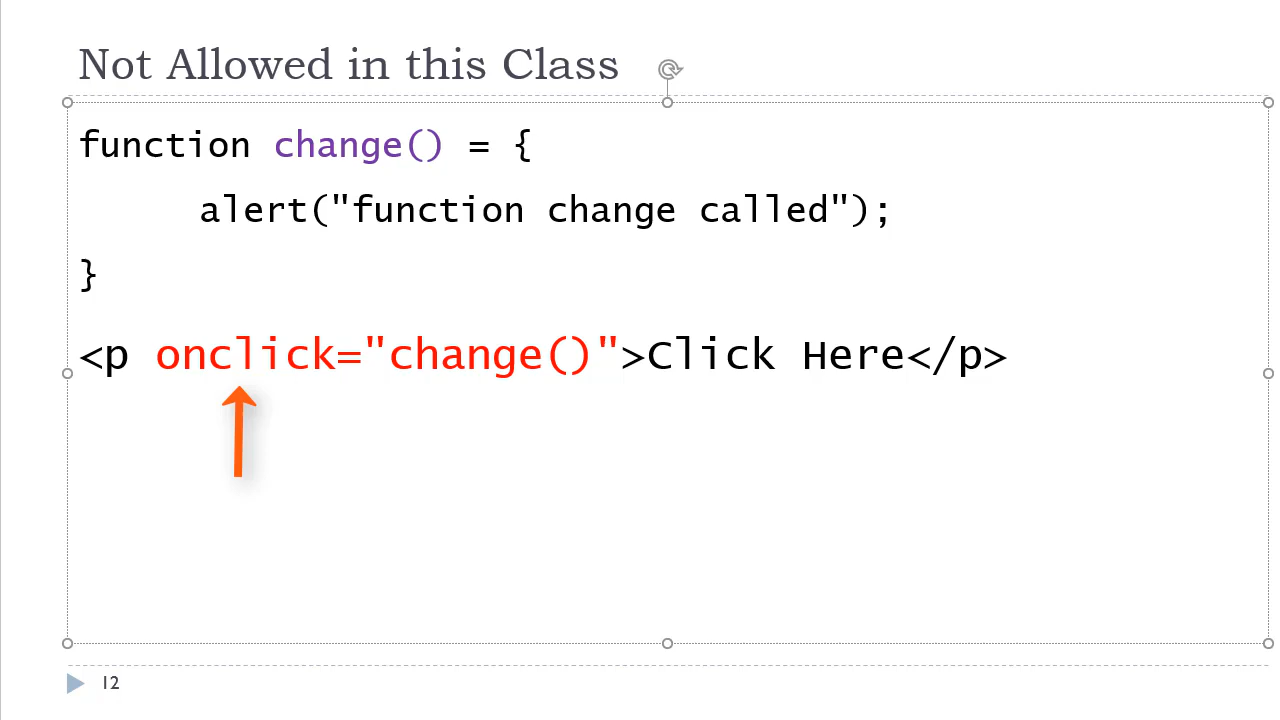 Not Allowed in this Class
function change() = {
alert("function change called");
}
<p onclick="change()">Click Here</p>
12